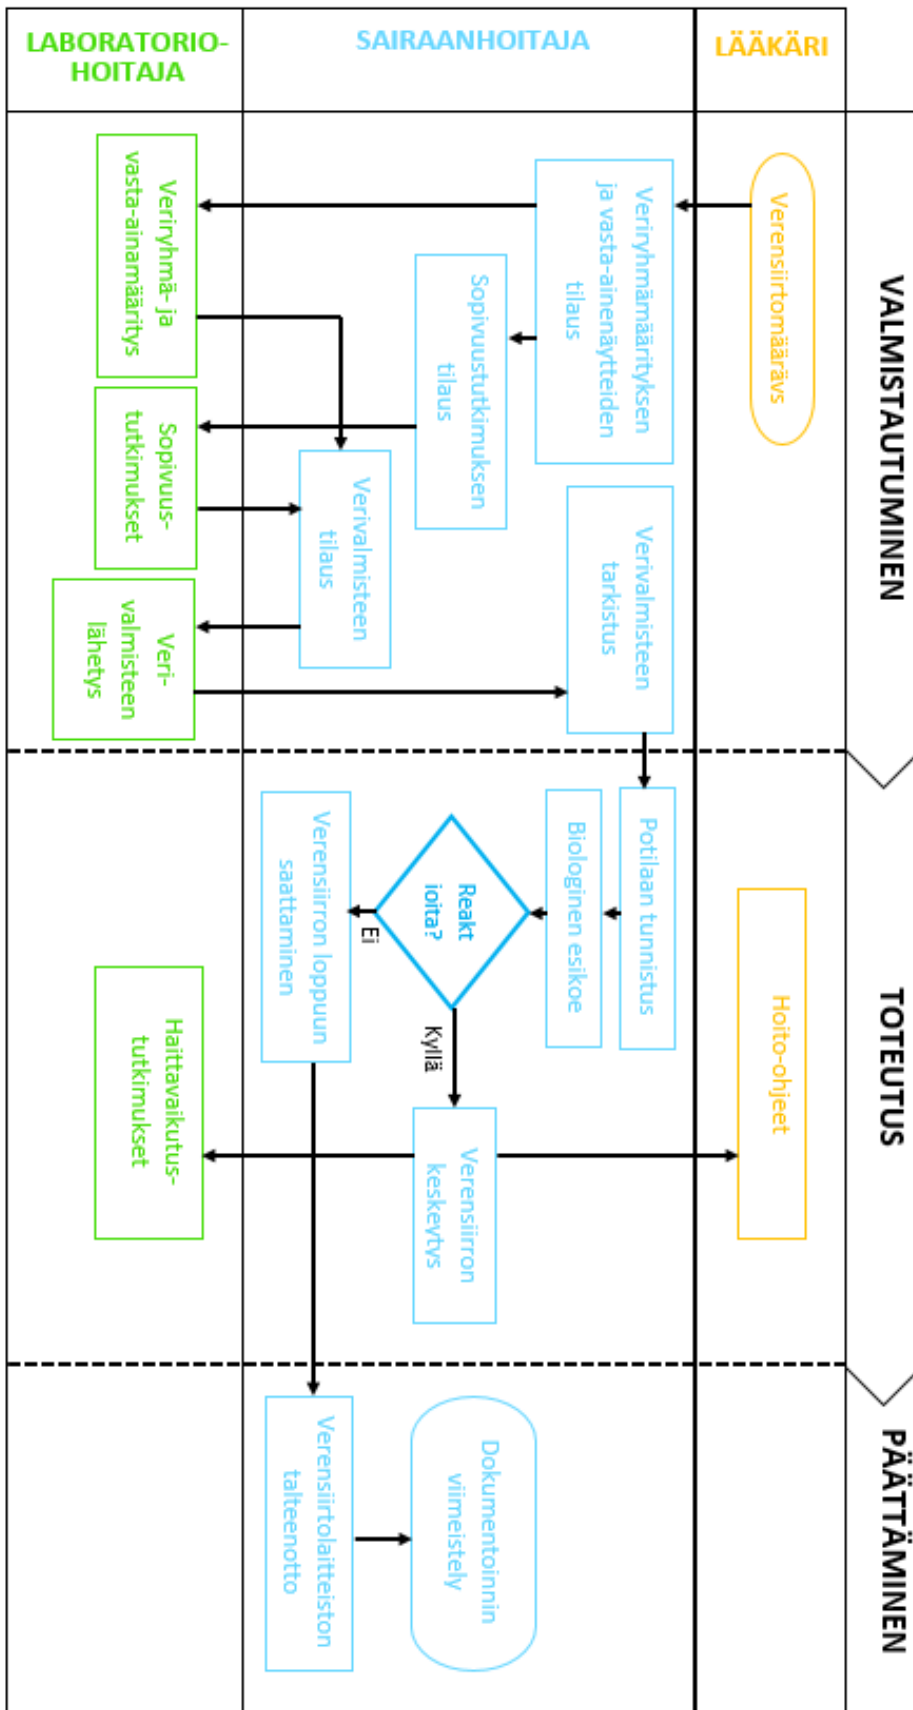 VALMISTAUTUMINEN
TOTEUTUS
PÄÄTTÄMINEN
LÄÄKÄRI
Verensiirtomääräys
Hoito-ohjeet
SAIRAANHOITAJA
Veriryhmämäärityksen
ja vasta-ainenäytteiden
tilaus
Sopivuustutkimuksen
tilaus
Verivalmisteen
tilaus
Verivalmisteen
tarkistus
Potilaan tunnistus
Biologinen esikoe
Reakt
ioita?
Ei
Kyllä
Verensiirron loppuun
saattaminen
Verensiirron
keskeytys
Verensiirtolaitteiston
talteenotto
Dokumentoinnin
viimeistely
LABORATORIO-
HOITAJA
Veriryhmä- ja
vasta-ainamääritys
Sopivuus-
tutkimukset
Veri-
valmisteen
lähetys
Haittavaikutus-
tutkimukset